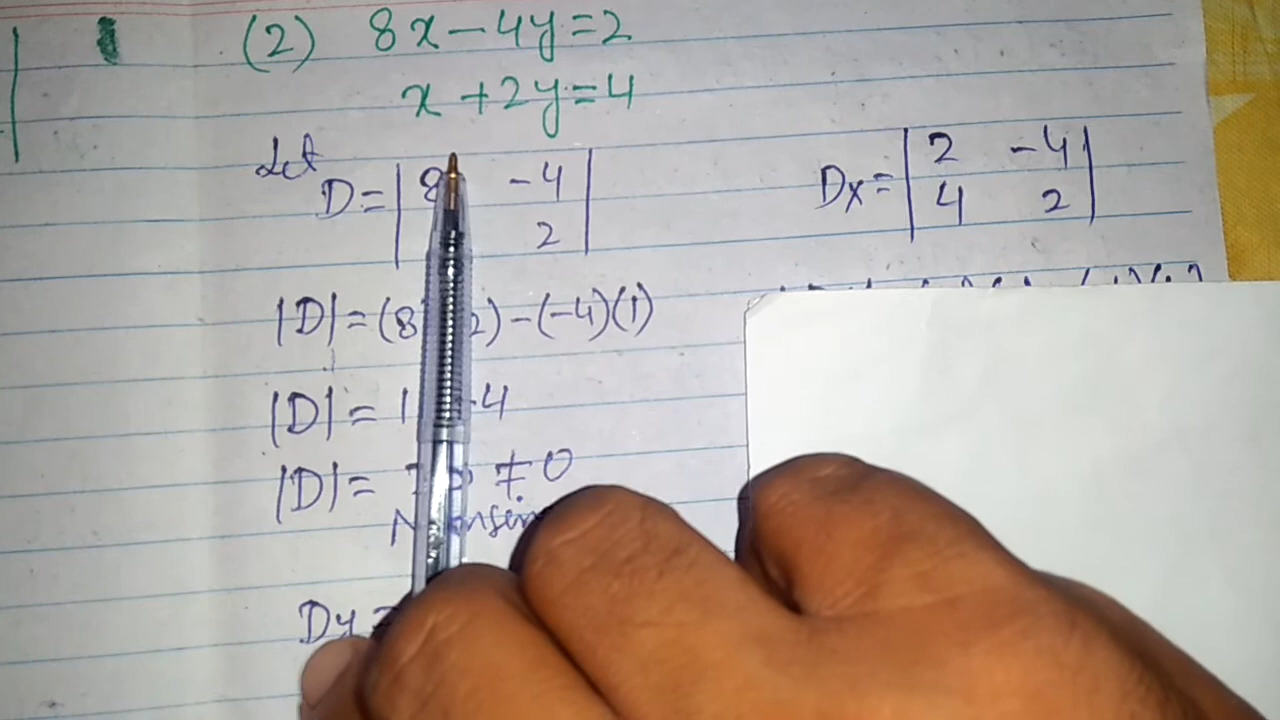 (2) 8x-4y=2
x+2y=4
Let
D= | 8 -4 |
2
Dx= | 2 -4 |
| 4 2 |
|D|=(8 2)-(-4)(1)
|D|= 1 -4
|D|= ≠0
Dy=